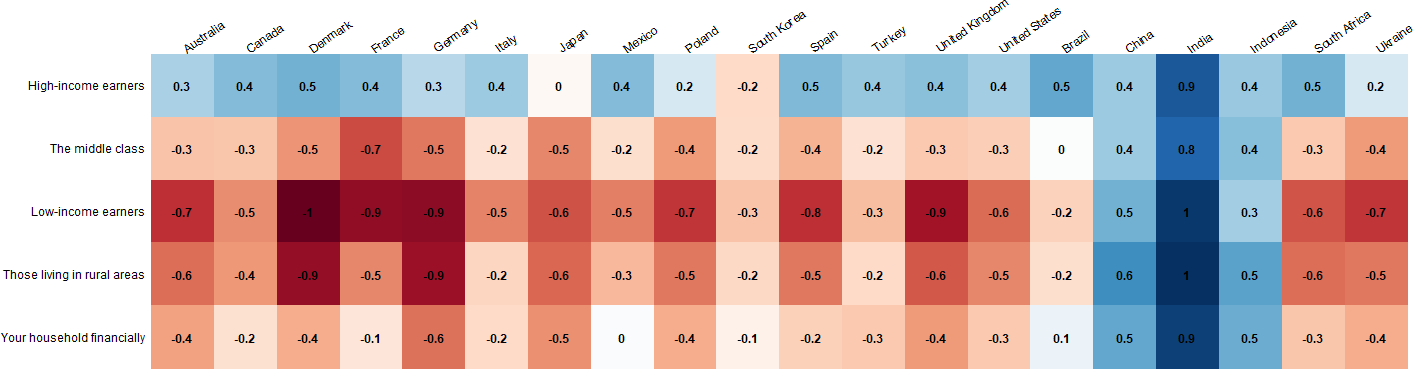 Australia Canada Denmark France Germany Italy Japan Mexico Poland South Korea Spain Turkey United Kingdom United States Brazil China India Indonesia South Africa Ukraine
High-income earners 0.3 0.4 0.5 0.4 0.3 0.4 0 0.4 0.2 -0.2 0.5 0.4 0.4 0.4 0.5 0.4 0.9 0.4 0.5 0.2
The middle class -0.3 -0.3 -0.5 -0.7 -0.5 -0.2 -0.5 -0.2 -0.4 -0.2 -0.4 -0.2 -0.3 -0.3 0 0.4 0.8 0.4 -0.3 -0.4
Low-income earners -0.7 -0.5 -1 -0.9 -0.9 -0.5 -0.6 -0.5 -0.7 -0.3 -0.8 -0.3 -0.9 -0.6 -0.2 0.5 1 0.3 -0.6 -0.7
Those living in rural areas -0.6 -0.4 -0.9 -0.5 -0.9 -0.2 -0.6 -0.3 -0.5 -0.2 -0.5 -0.2 -0.6 -0.5 -0.2 0.6 1 0.5 -0.6 -0.5
Your household financially -0.4 -0.2 -0.4 -0.1 -0.6 -0.2 -0.5 0 -0.4 -0.1 -0.2 -0.3 -0.4 -0.3 0.1 0.5 0.9 0.5 -0.3 -0.4